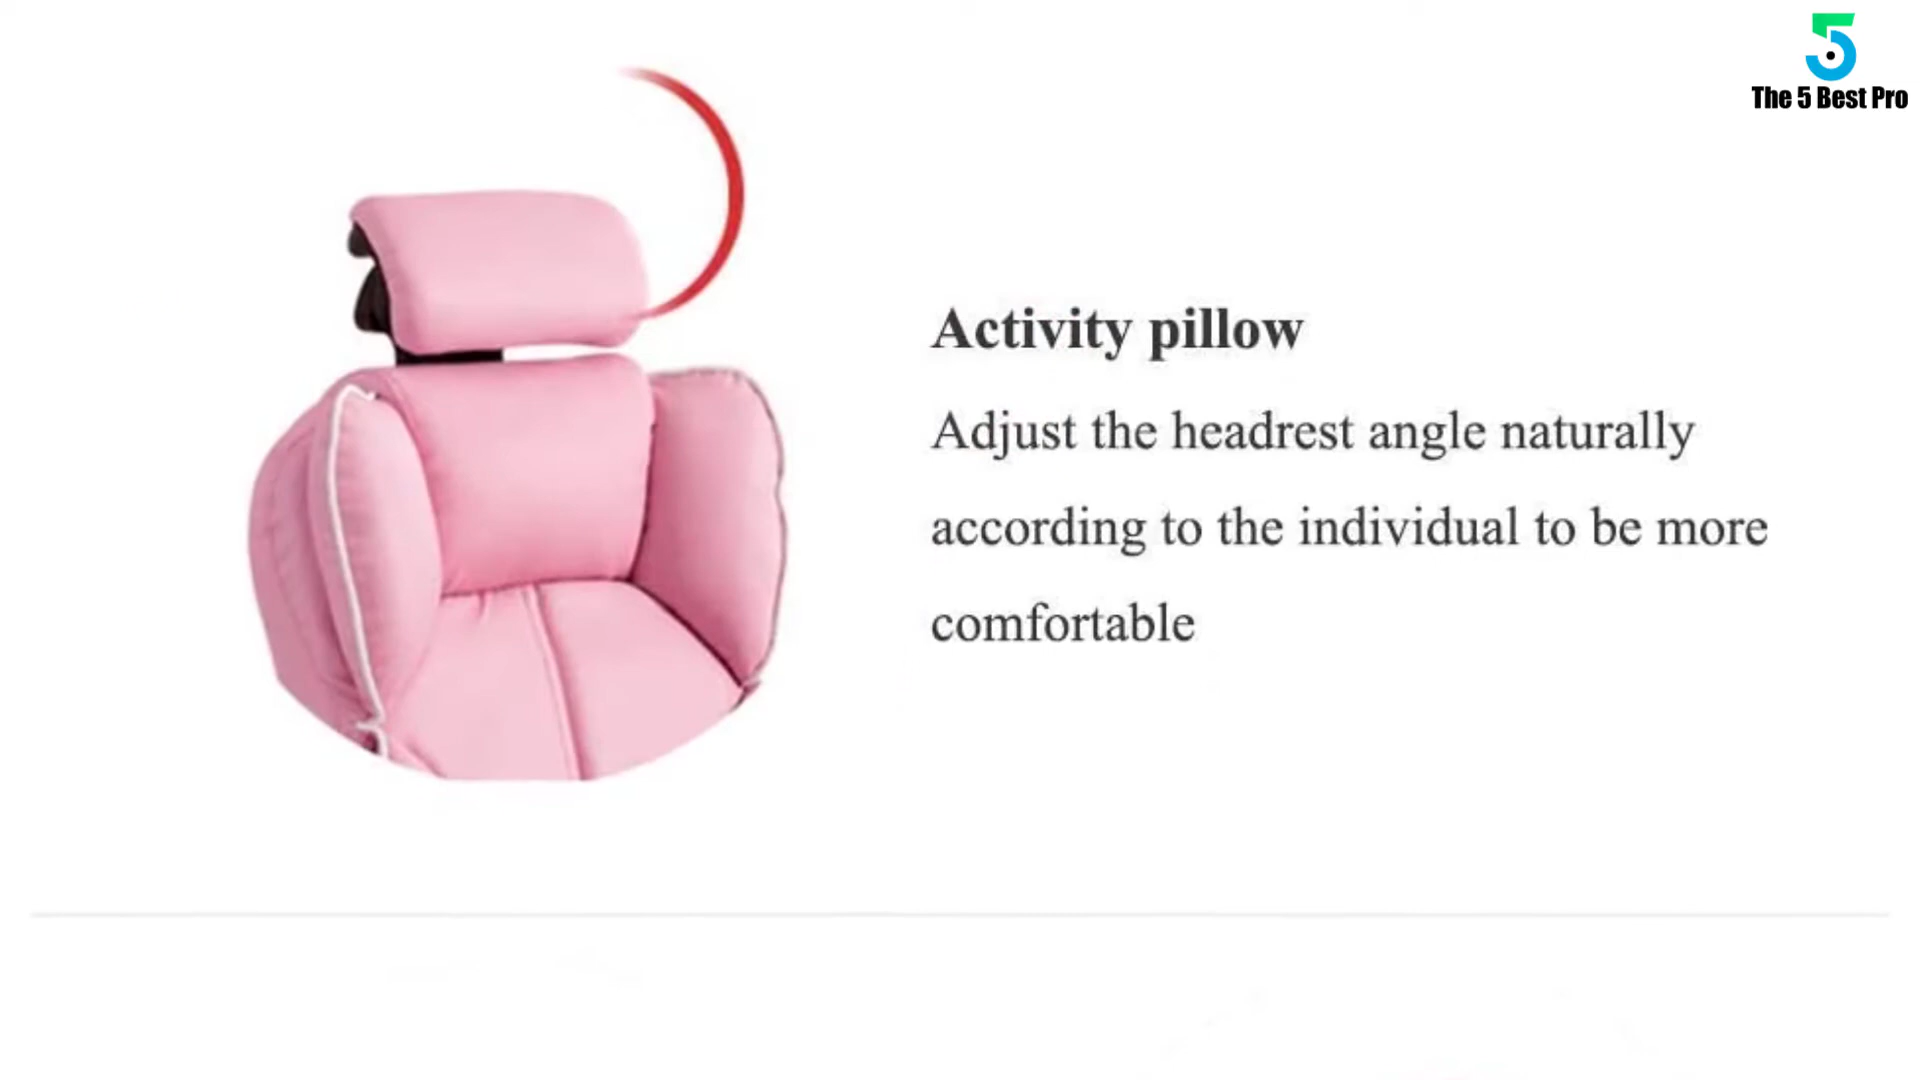 5
The 5 Best Pro
Activity pillow
Adjust the headrest angle naturally
according to the individual to be more
comfortable